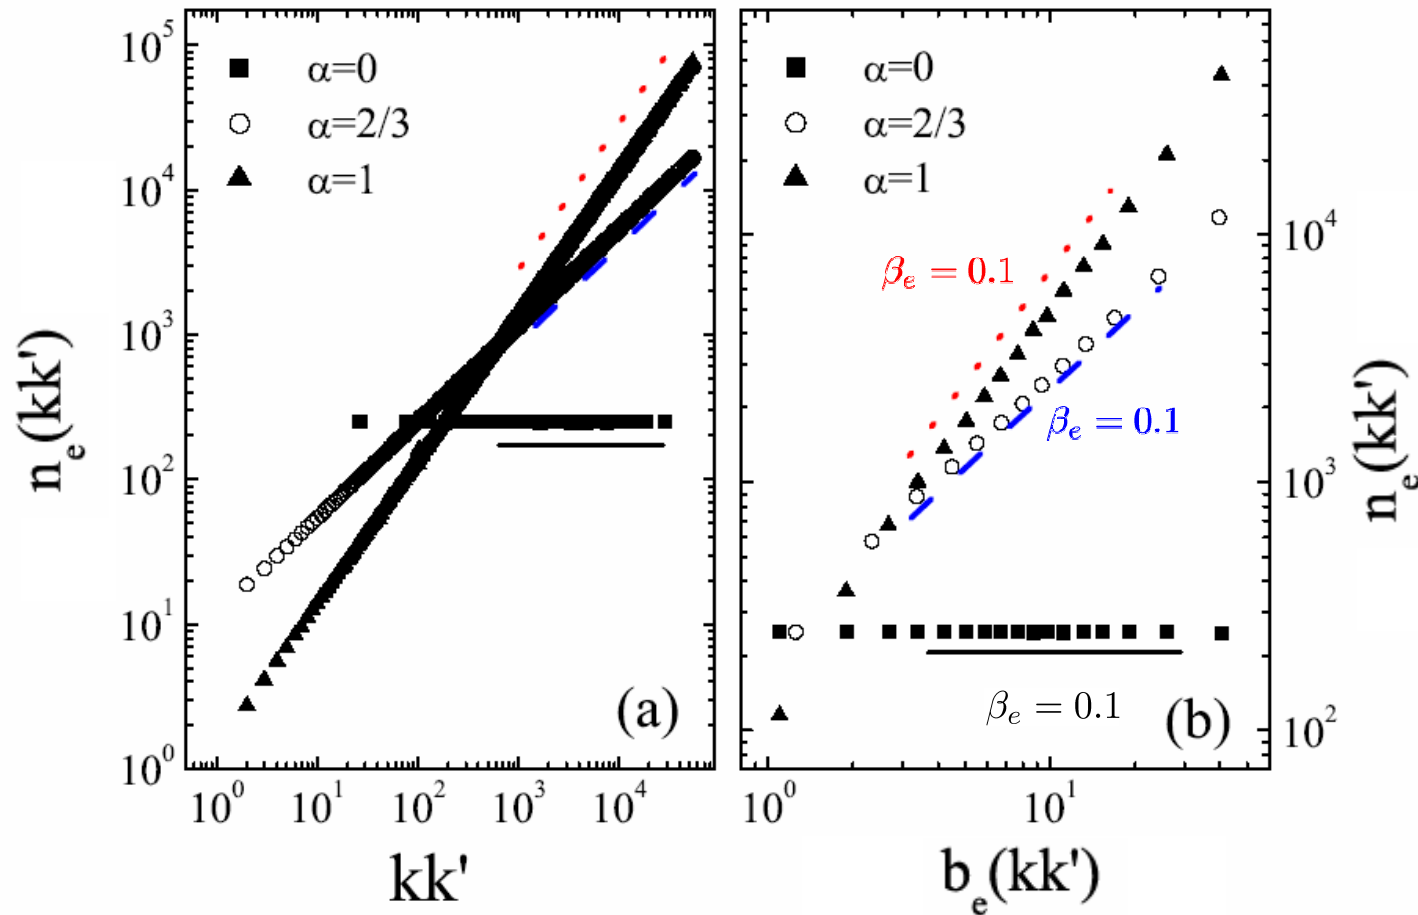 α=0
α=2/3
α=1
n_e(kk')
10^5
10^4
10^3
10^2
10^1
10^0
10^0 10^1 10^2 10^3 10^4
kk'
(a)
α=0
α=2/3
α=1
β_e = 0.1
β_e = 0.1
β_e = 0.1
(b)
10^4
10^3
10^2
n_e(kk')
10^0 10^1
b_e(kk')